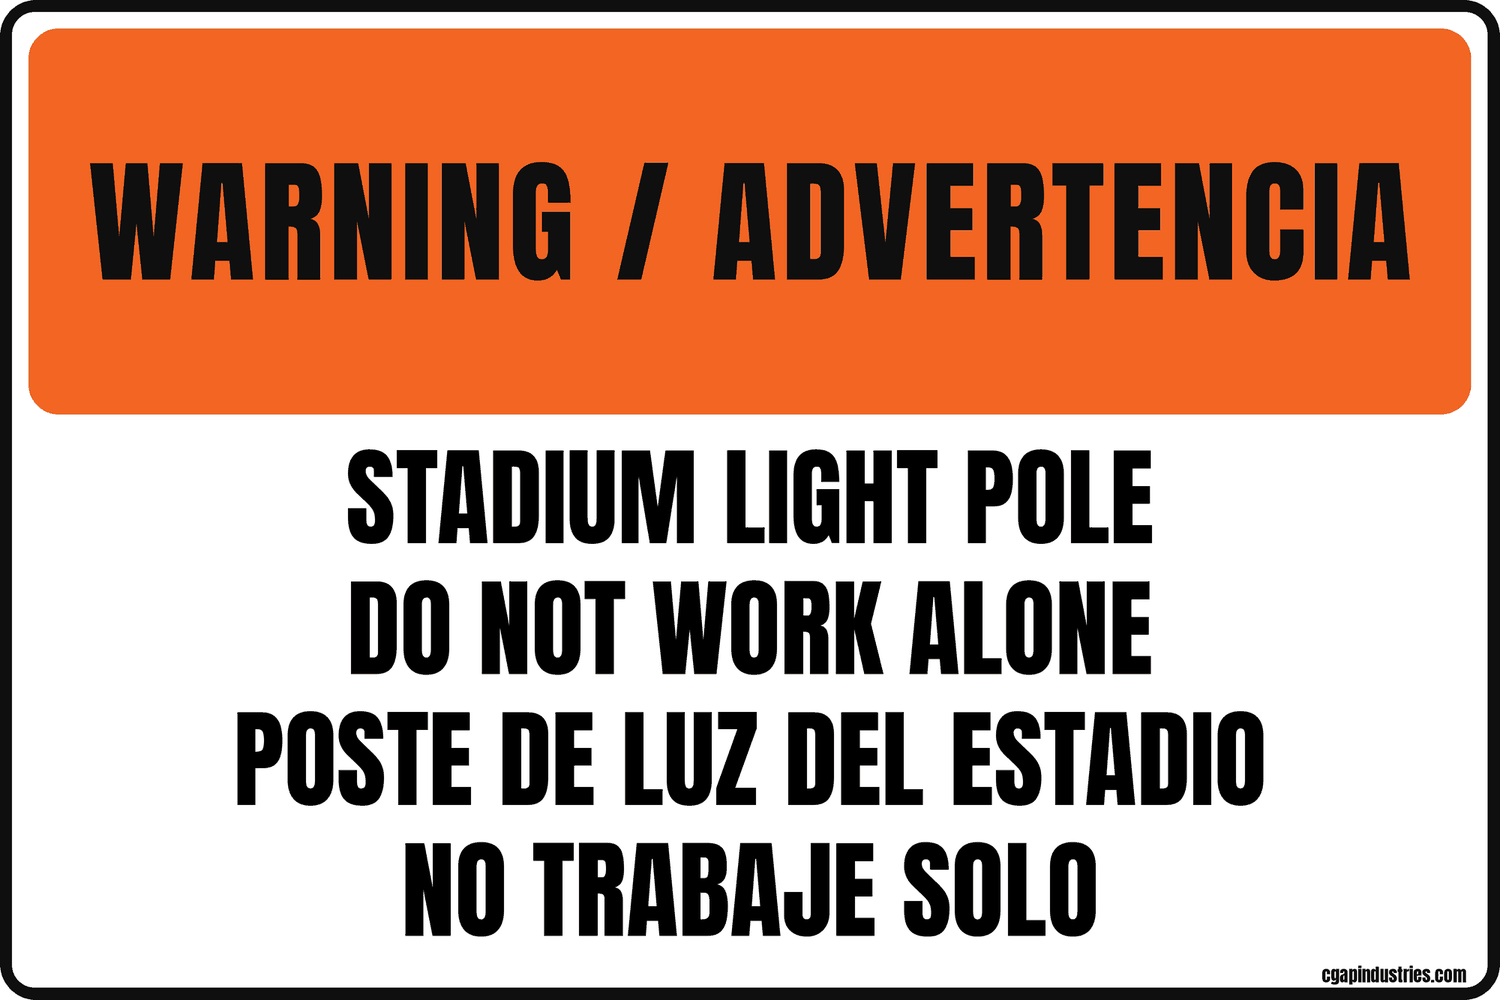 WARNING / ADVERTENCIA
STADIUM LIGHT POLE
DO NOT WORK ALONE
POSTE DE LUZ DEL ESTADIO
NO TRABAJE SOLO
cgapindustries.com